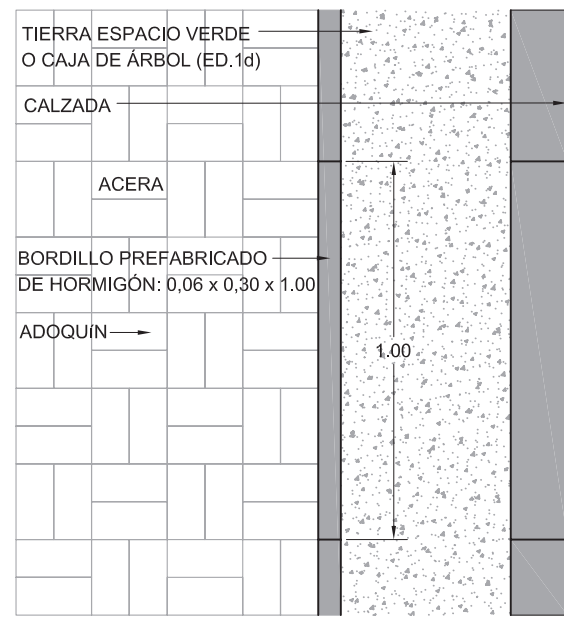 TIERRA ESPACIO VERDE
O CAJA DE ÁRBOL (ED.1d)
CALZADA
ACERA
BORDILLO PREFABRICADO
DE HORMIGÓN: 0,06 x 0,30 x 1.00
ADOQUíN
1.00